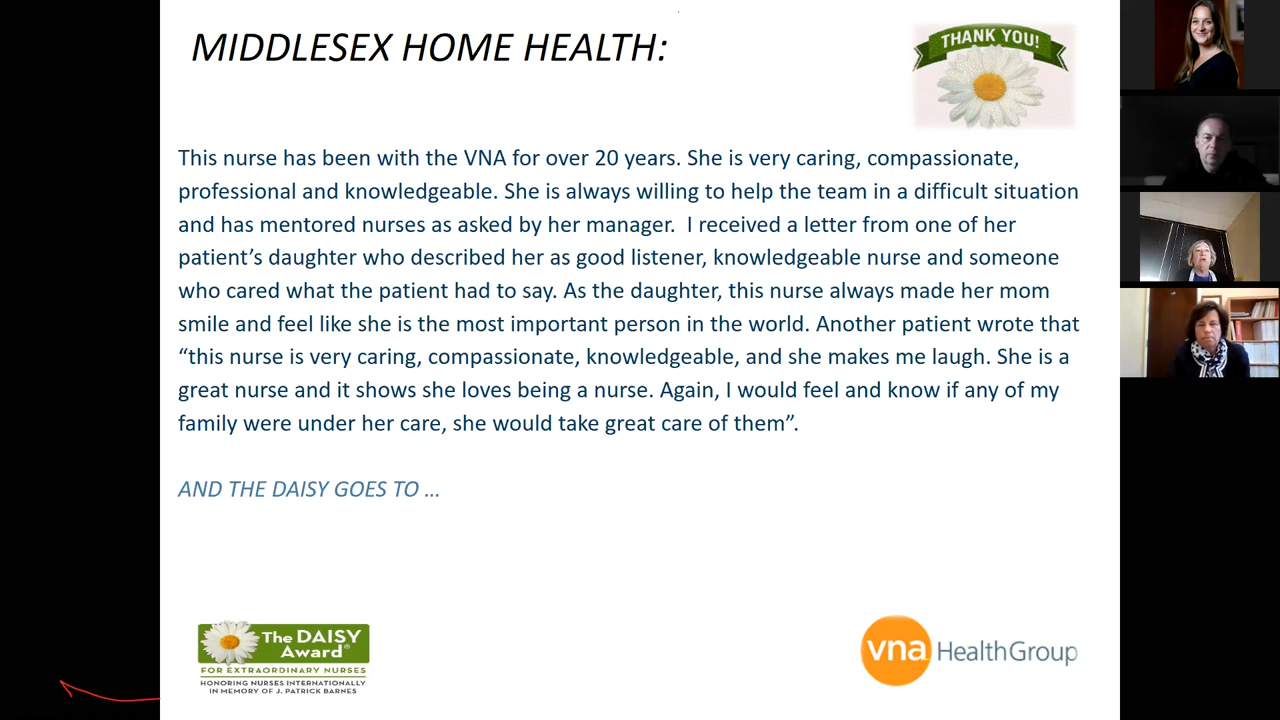 MIDDLESEX HOME HEALTH:
THANK YOU!
This nurse has been with the VNA for over 20 years. She is very caring, compassionate,
professional and knowledgeable. She is always willing to help the team in a difficult situation
and has mentored nurses as asked by her manager.  I received a letter from one of her
patient’s daughter who described her as good listener, knowledgeable nurse and someone
who cared what the patient had to say. As the daughter, this nurse always made her mom
smile and feel like she is the most important person in the world. Another patient wrote that
“this nurse is very caring, compassionate, knowledgeable, and she makes me laugh. She is a
great nurse and it shows she loves being a nurse. Again, I would feel and know if any of my
family were under her care, she would take great care of them”.
AND THE DAISY GOES TO …
The DAISY
Award®
FOR EXTRAORDINARY NURSES
HONORING NURSES INTERNATIONALLY
IN MEMORY OF J. PATRICK BARNES
vna HealthGroup